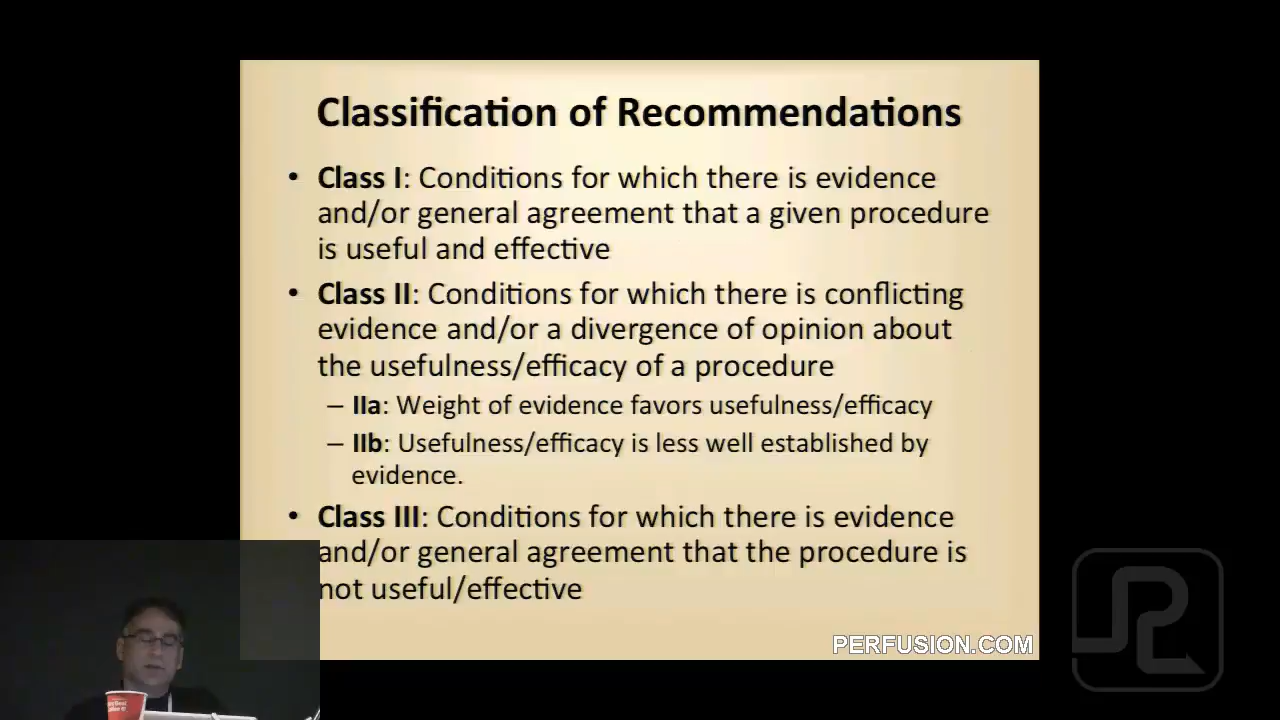 Classification of Recommendations
• Class I: Conditions for which there is evidence
and/or general agreement that a given procedure
is useful and effective
• Class II: Conditions for which there is conflicting
evidence and/or a divergence of opinion about
the usefulness/efficacy of a procedure
– IIa: Weight of evidence favors usefulness/efficacy
– IIb: Usefulness/efficacy is less well established by
evidence.
• Class III: Conditions for which there is evidence
and/or general agreement that the procedure is
not useful/effective
PERFUSION.COM